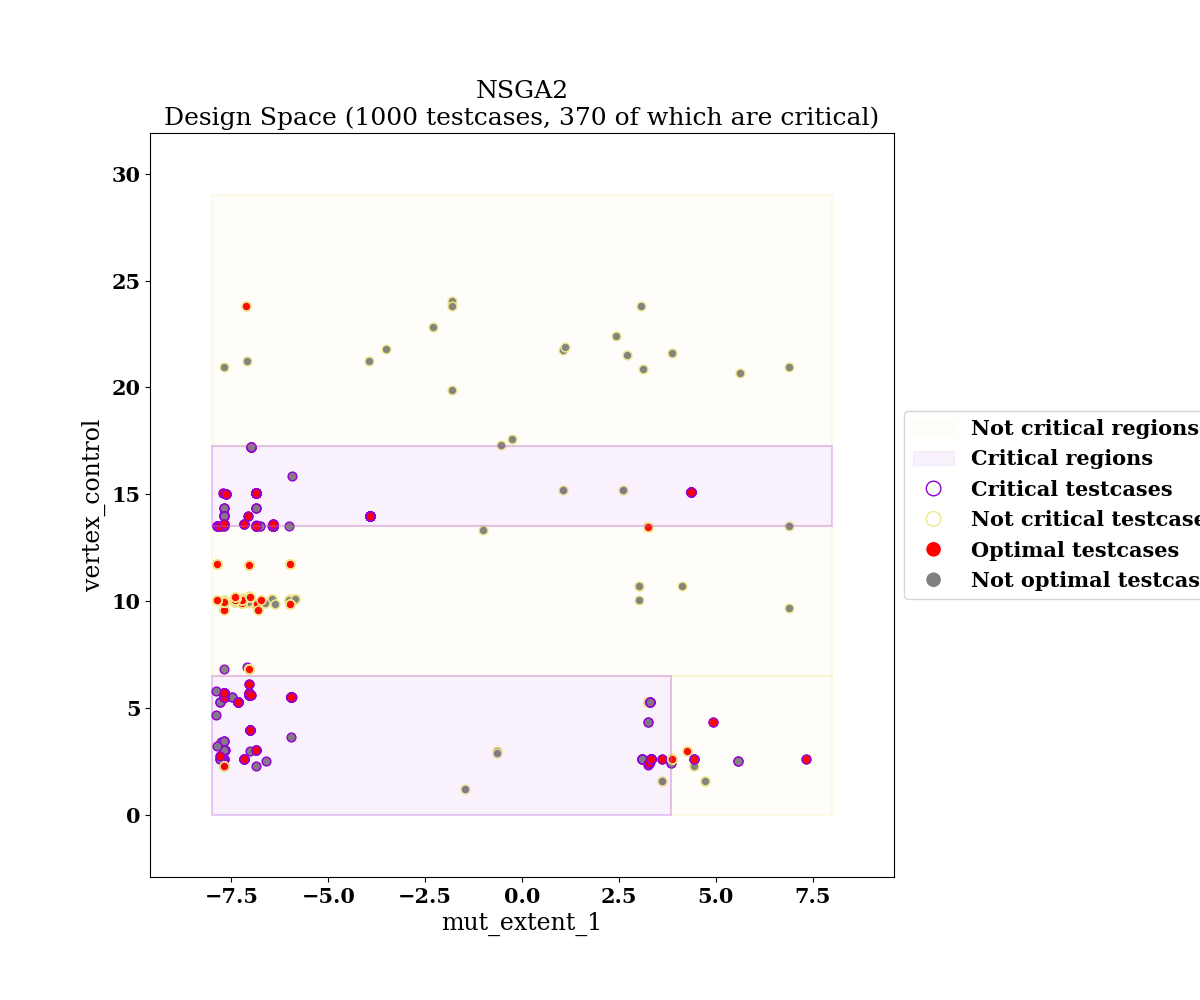 NSGA2
Design Space (1000 testcases, 370 of which are critical)
30
25
20
15
10
5
0
vertex_control
−7.5
−5.0
−2.5
0.0
2.5
5.0
7.5
mut_extent_1
Not critical regions
Critical regions
Critical testcases
Not critical testcase
Optimal testcases
Not optimal testcas